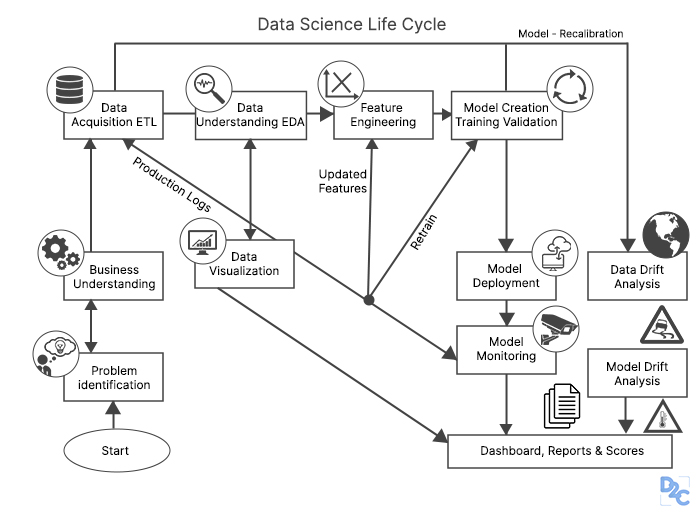 Data Science Life Cycle
Model - Recalibration
Data
Acquisition ETL
Data
Understanding EDA
Feature
Engineering
Model Creation
Training Validation
Production Logs
Updated
Features
Retrain
Business
Understanding
Data
Visualization
Model
Deployment
Data Drift
Analysis
Problem
identification
Model
Monitoring
Model Drift
Analysis
Start
Dashboard, Reports & Scores
D2C